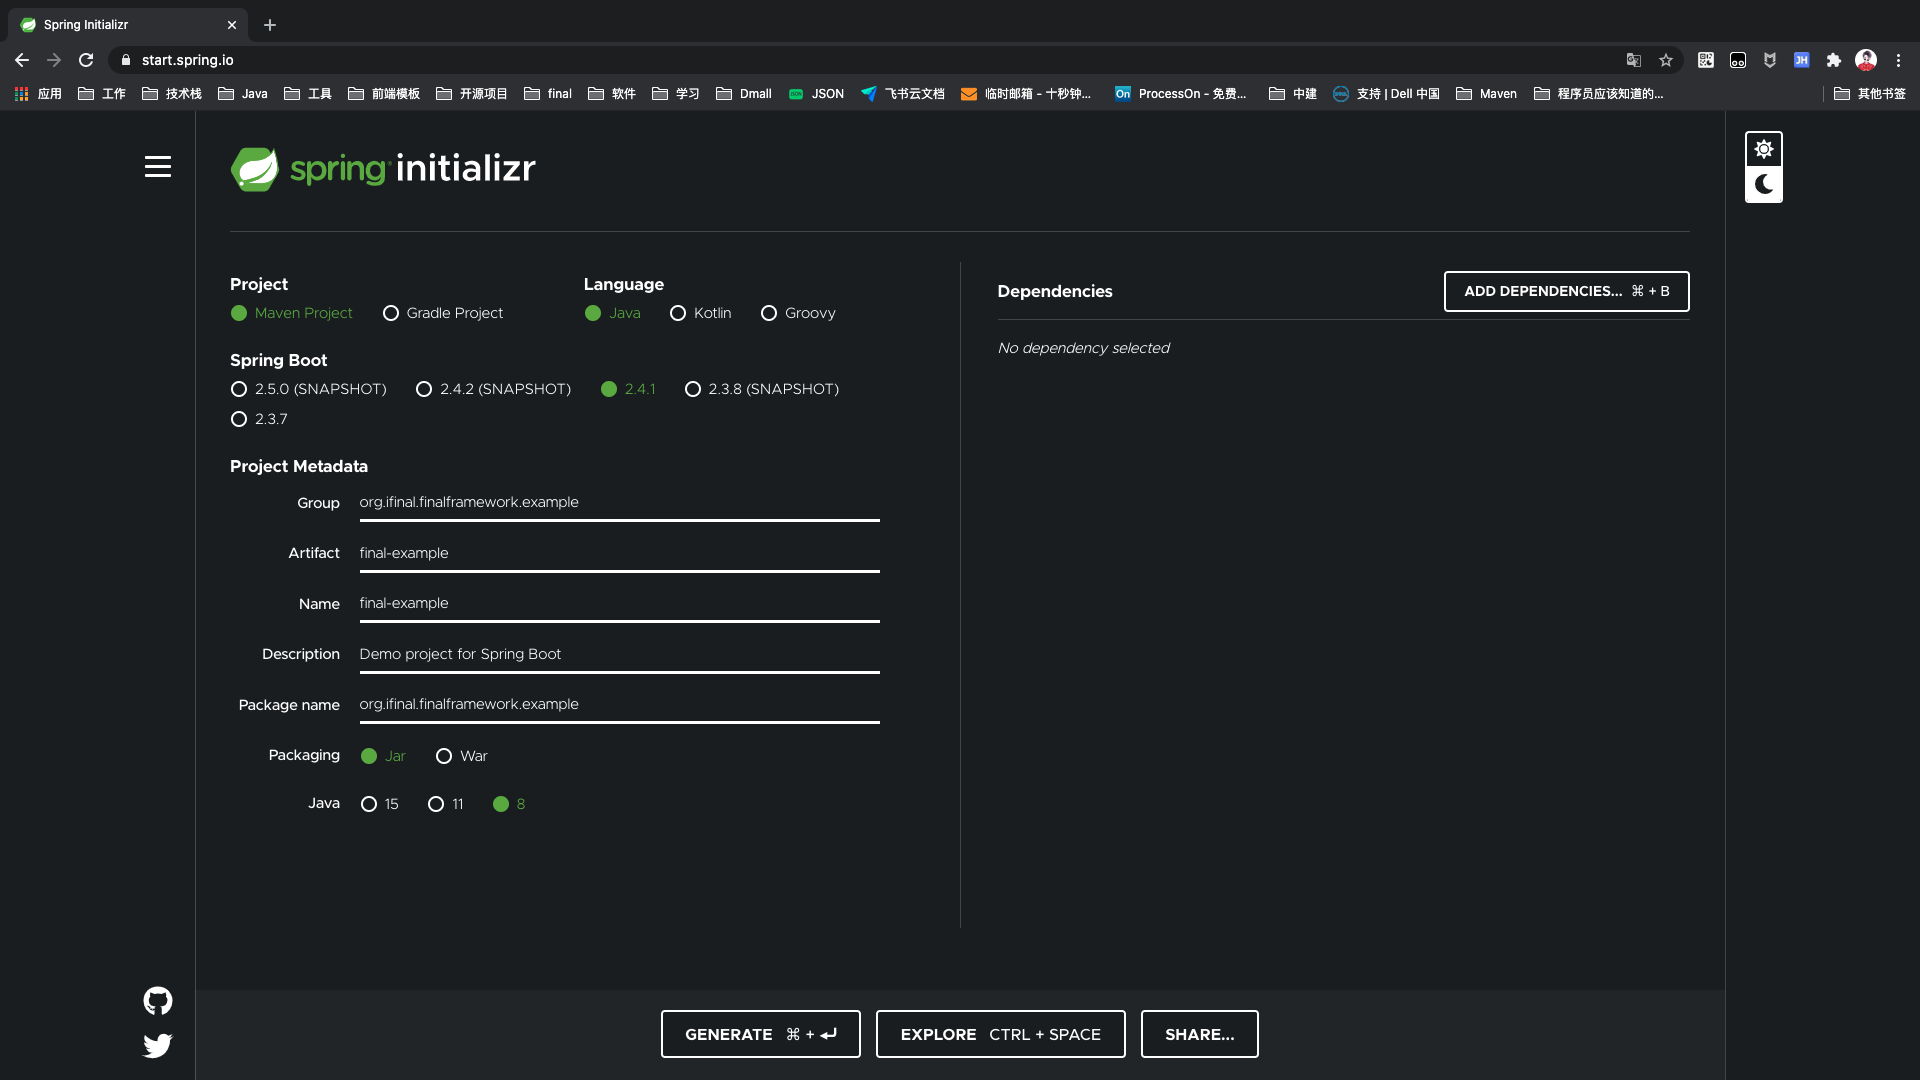 Spring Initializr
start.spring.io
应用 工作 技术栈 Java 工具 前端模板 开源项目 final 软件 学习 Dmall JSON 飞书云文档 临时邮箱 - 十秒钟... On ProcessOn - 免费... 中建 支持 | Dell 中国 Maven 程序员应该知道的... 其他书签
spring initializr
Project
Maven Project Gradle Project
Language
Java Kotlin Groovy
Spring Boot
2.5.0 (SNAPSHOT) 2.4.2 (SNAPSHOT) 2.4.1 2.3.8 (SNAPSHOT)
2.3.7
Project Metadata
Group org.ifinal.finalframework.example
Artifact final-example
Name final-example
Description Demo project for Spring Boot
Package name org.ifinal.finalframework.example
Packaging Jar War
Java 15 11 8
Dependencies
ADD DEPENDENCIES... ⌘ + B
No dependency selected
GENERATE ⌘ + ⏎
EXPLORE CTRL + SPACE
SHARE...